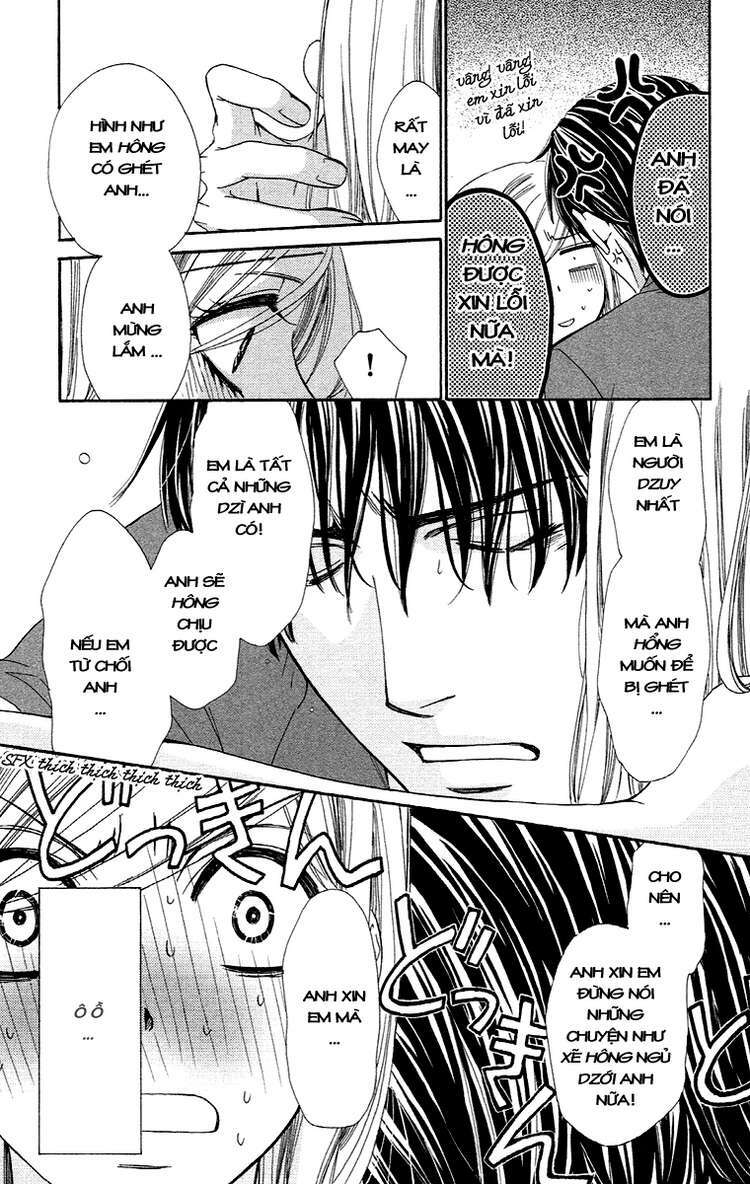 ANH
ĐÃ
NÓI
...
vâng vâng
em xin lỗi
vì đã xin
lỗi!
HÔNG
ĐƯỢC
XIN LỖI
NỮA
MÀ!
RẤT
MAY
LÀ
...
HÌNH NHƯ
EM HÔNG
CÓ GHÉT
ANH...
ANH
MỪNG
LẮM ...
!
EM LÀ
NGƯỜI
DZUY
NHẤT
MÀ ANH
HỔNG
MUỐN ĐỂ
BỊ GHÉT
...
EM LÀ TẤT
CẢ NHỮNG
DZÌ ANH
CÓ!
ANH SẼ
HÔNG
CHỊU
ĐƯỢC
NẾU EM
TỪ CHỐI
ANH
...
SFX: thịch thịch thịch thịch
どっきん
どっきん
CHO
NÊN
...
ANH XIN EM
ĐỪNG NÓI
NHỮNG
CHUYỆN NHƯ
XẼ HÔNG NGỦ
DZỚI ANH
NỮA!
ANH XIN
EM MÀ
...
Ô Ồ
...